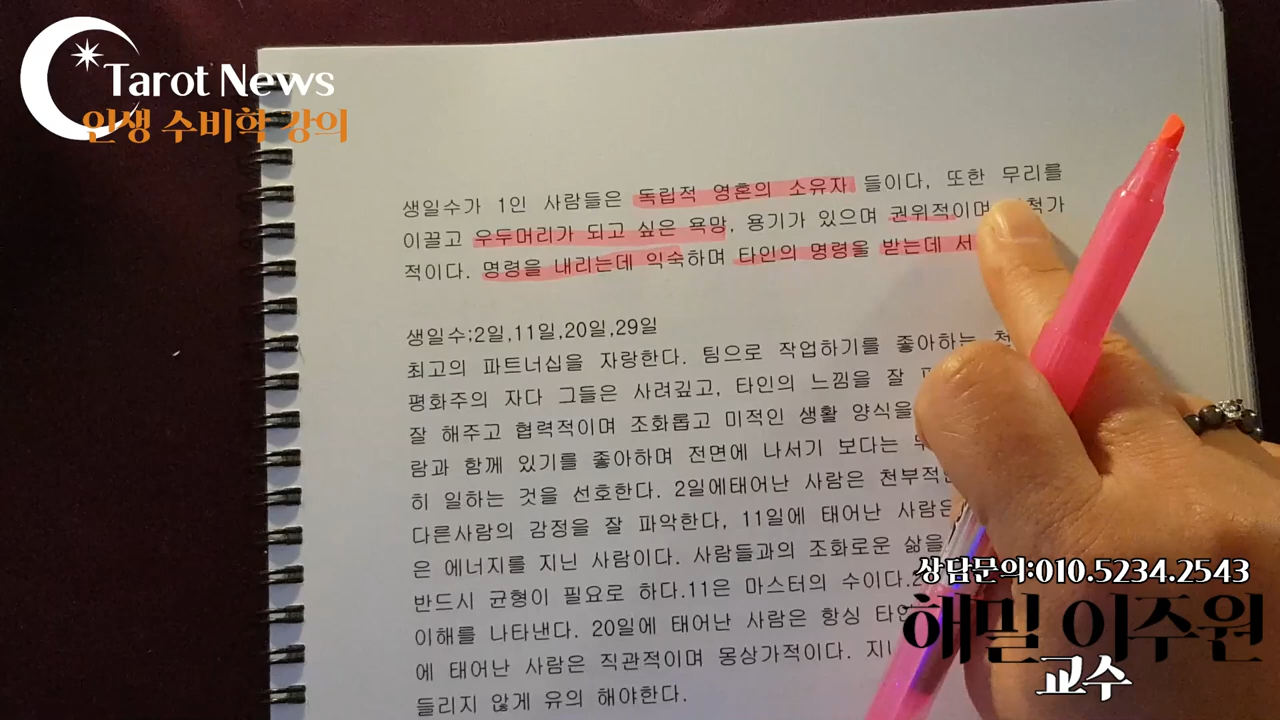 Tarot News
인생 수비학 강의
생일수가 1인 사람들은 독립적 영혼의 소유자 들이다, 또한 무리를
이끌고 우두머리가 되고 싶은 욕망, 용기가 있으며 권위적이며
적이다. 명령을 내리는데 익숙하며 타인의 명령을 받는데
생일수;2일,11일,20일,29일
최고의 파트너십을 자랑한다. 팀으로 작업하기를 좋아하는
평화주의 자다 그들은 사려깊고, 타인의 느낌을 잘
잘 해주고 협력적이며 조화롭고 미적인 생활 양식을
람과 함께 있기를 좋아하며 전면에 나서기 보다는
히 일하는 것을 선호한다. 2일에태어난 사람은
다른사람의 감정을 잘 파악한다, 11일에 태어난
은 에너지를 지닌 사람이다. 사람들과의 조화로운 삶을
반드시 균형이 필요로 하다.11은 마스터의 수이다.
이해를 나타낸다. 20일에 태어난 사람은 항싱
에 태어난 사람은 직관적이며 몽상가적이다.
들리지 않게 유의 해야한다.
상담문의:010.5234.2543
해밀 이주원
교수